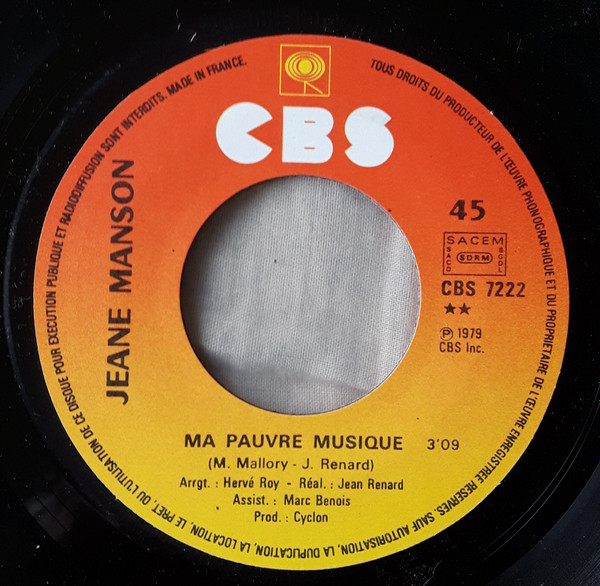 TOUS DROITS DU PRODUCTEUR DE L'ŒUVRE PHONOGRAPHIQUE ET DU PROPRIETAIRE DE L'ŒUVRE ENREGISTREE RESERVES. SAUF AUTORISATION, LA DUPLICATION, LA LOCATION, LE PRET, OU L'UTILISATION DE CE DISQUE POUR EXECUTION PUBLIQUE ET RADIODIFFUSION SONT INTERDITS. MADE IN FRANCE.
CBS
JEANE MANSON
45
SACEM
SACD SDRM SGDL
CBS 7222
★★
℗ 1979
CBS Inc.
MA PAUVRE MUSIQUE 3'09
(M. Mallory - J. Renard)
Arrgt. : Hervé Roy - Réal. : Jean Renard
Assist. : Marc Benois
Prod. : Cyclon